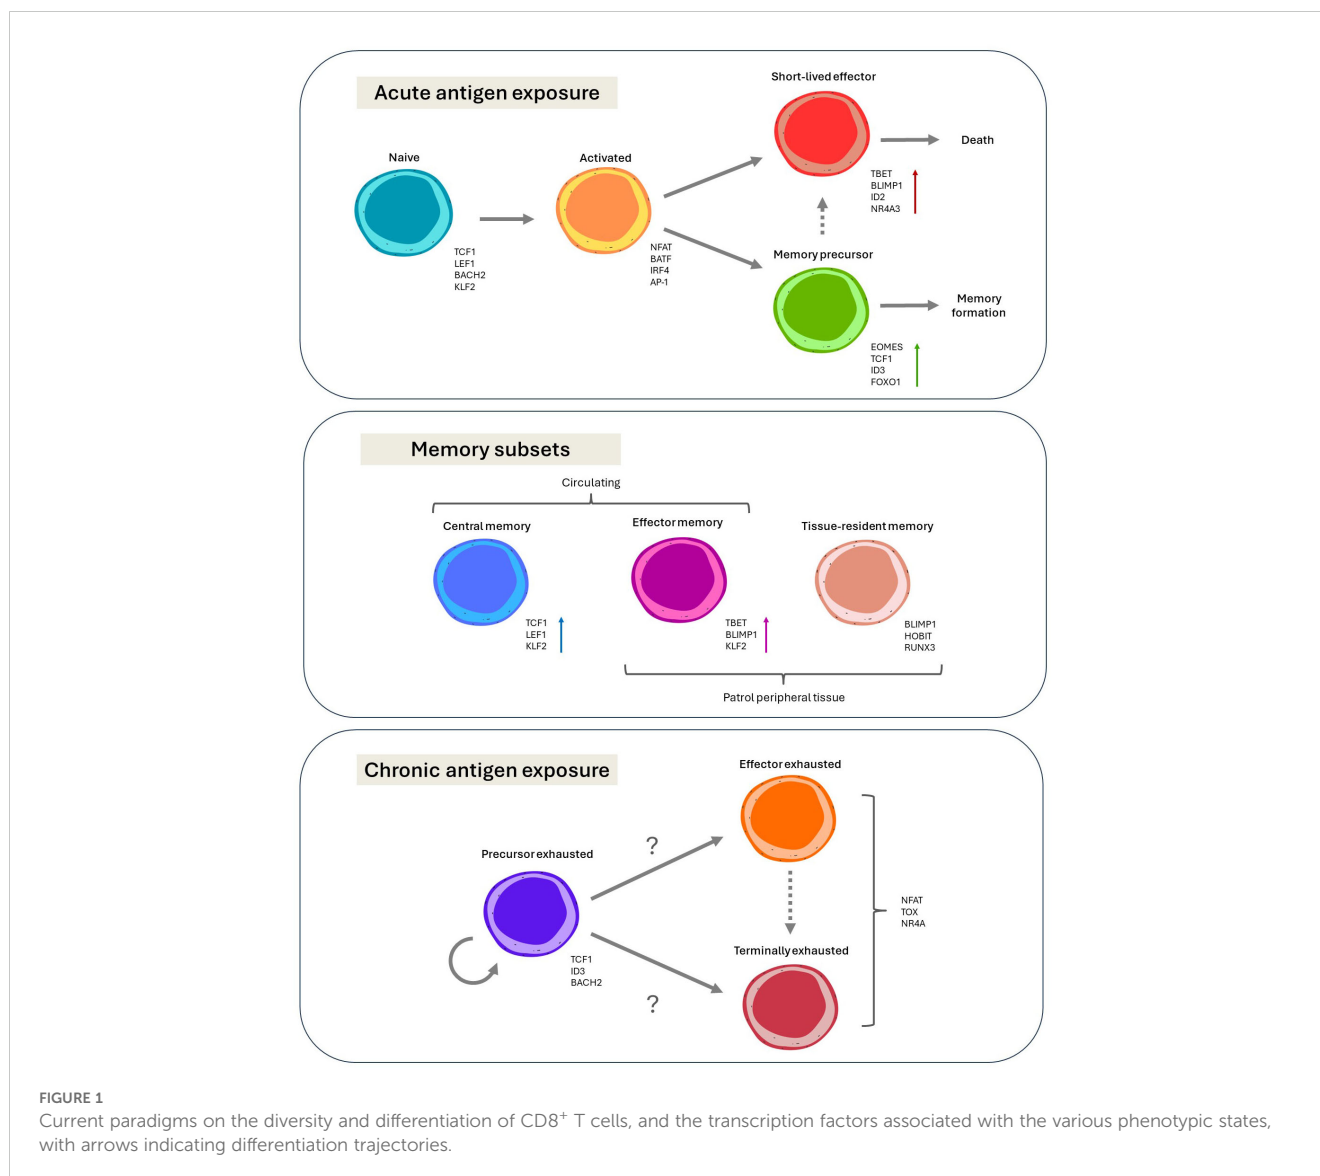 Acute antigen exposure
Naive
TCF1
LEF1
BACH2
KLF2
Activated
NFAT
BATF
IRF4
AP-1
Short-lived effector
TBET
BLIMP1
ID2
NR4A3
Death
Memory precursor
EOMES
TCF1
ID3
FOXO1
Memory
formation
Memory subsets
Circulating
Central memory
TCF1
LEF1
KLF2
Effector memory
TBET
BLIMP1
KLF2
Tissue-resident memory
BLIMP1
HOBIT
RUNX3
Patrol peripheral tissue
Chronic antigen exposure
Precursor exhausted
TCF1
ID3
BACH2
?
?
Effector exhausted
Terminally exhausted
NFAT
TOX
NR4A
FIGURE 1
Current paradigms on the diversity and differentiation of CD8⁺ T cells, and the transcription factors associated with the various phenotypic states,
with arrows indicating differentiation trajectories.